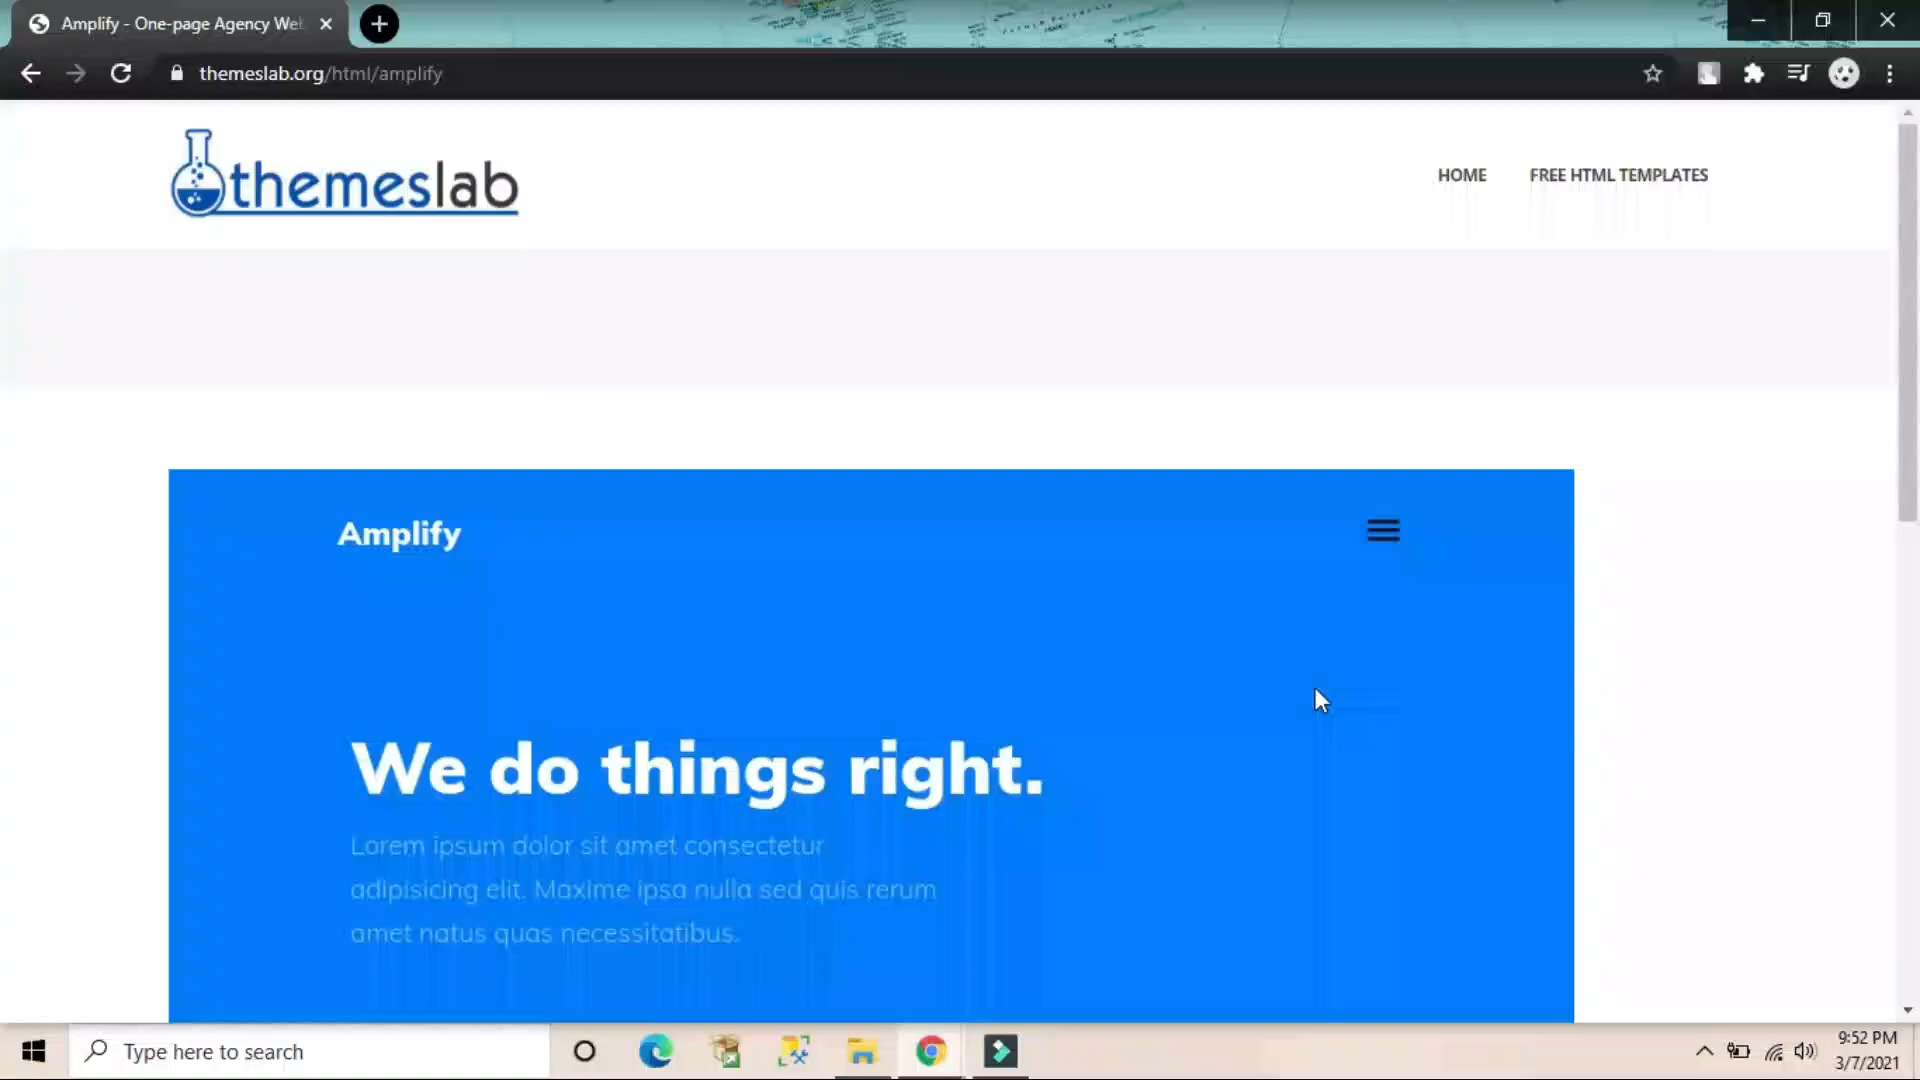 Amplify - One-page Agency Web
themeslab.org/html/amplify
themeslab
HOME
FREE HTML TEMPLATES
Amplify
We do things right.
Lorem ipsum dolor sit amet consectetur
adipisicing elit. Maxime ipsa nulla sed quis rerum
amet natus quas necessitatibus.
Type here to search
9:52 PM
3/7/2021